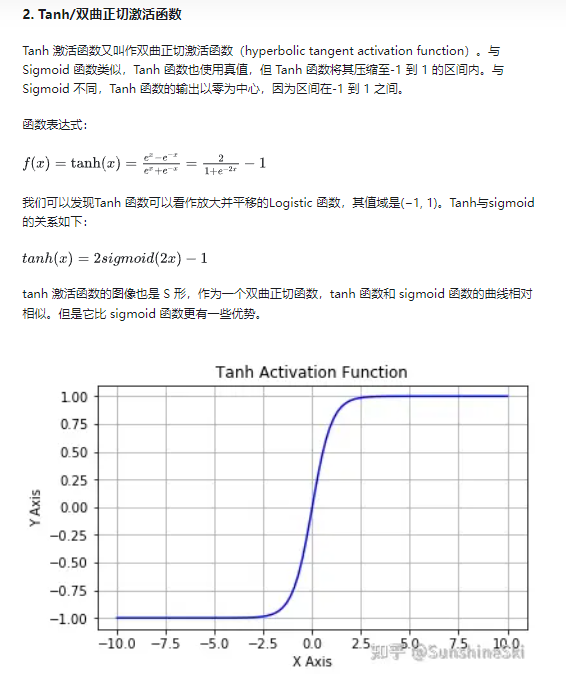 2. Tanh/双曲正切激活函数
Tanh 激活函数又叫作双曲正切激活函数（hyperbolic tangent activation function）。与
Sigmoid 函数类似，Tanh 函数也使用真值，但 Tanh 函数将其压缩至-1 到 1 的区间内。与
Sigmoid 不同，Tanh 函数的输出以零为中心，因为区间在-1 到 1 之间。
函数表达式：
f(x) = tanh(x) = \frac{e^x-e^{-x}}{e^x+e^{-x}} = \frac{2}{1+e^{-2x}} − 1
我们可以发现Tanh 函数可以看作放大并平移的Logistic 函数，其值域是(−1, 1)。Tanh与sigmoid
的关系如下：
tanh(x) = 2sigmoid(2x) − 1
tanh 激活函数的图像也是 S 形，作为一个双曲正切函数，tanh 函数和 sigmoid 函数的曲线相对
相似。但是它比 sigmoid 函数更有一些优势。
Tanh Activation Function
1.00
0.75
0.50
0.25
0.00
−0.25
−0.50
−0.75
−1.00
Y Axis
−10.0 −7.5 −5.0 −2.5 0.0 2.5 5.0 7.5 10.0
X Axis
知乎 @SunshineSki